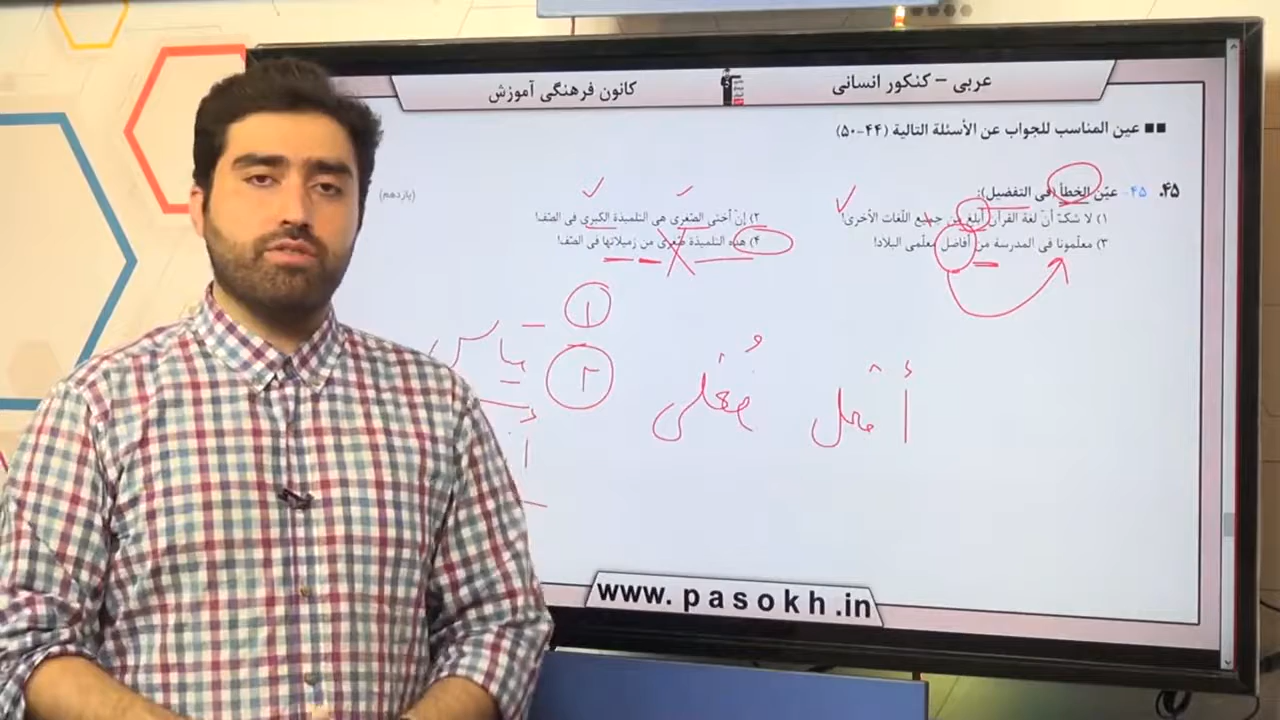 عربی - کنکور انسانی
کانون فرهنگی آموزش
■■ عین المناسب للجواب عن الأسئلة التالیة (۴۴-۵۰)
۴۵. ۴۵- عیّن الخطأ (فی التفضیل):
(یازدهم)
۱) لا شکّ أنّ لغة القرآن أبلغ من جمیع اللّغات الأخری!
۲) إنّ أختی الصّغری هی التلمیذة الکبری فی الصّف!
۳) معلّمونا فی المدرسة من أفاضل معلّمی البلاد!
۴) هذه التلمیذة صغری من زمیلاتها فی الصّف!
۱
۲
أفعل فُعلی
www.pasokh.in